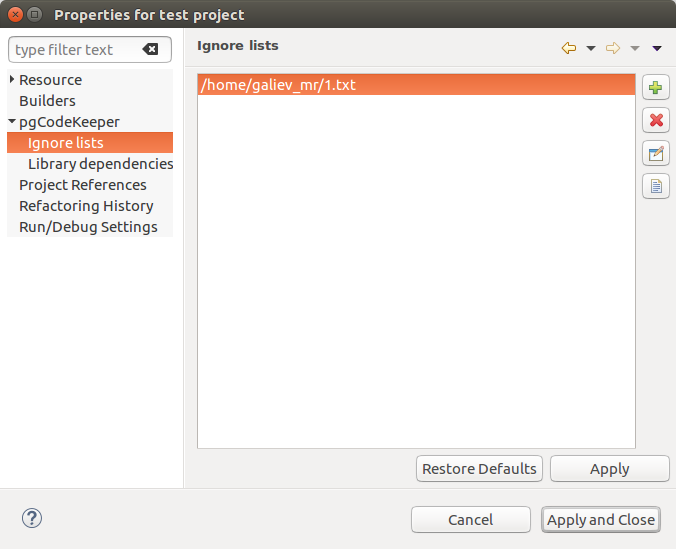 Properties for test project
type filter text
Resource
Builders
pgCodeKeeper
Ignore lists
Library dependencies
Project References
Refactoring History
Run/Debug Settings
Ignore lists
/home/galiev_mr/1.txt
Restore Defaults
Apply
Cancel
Apply and Close